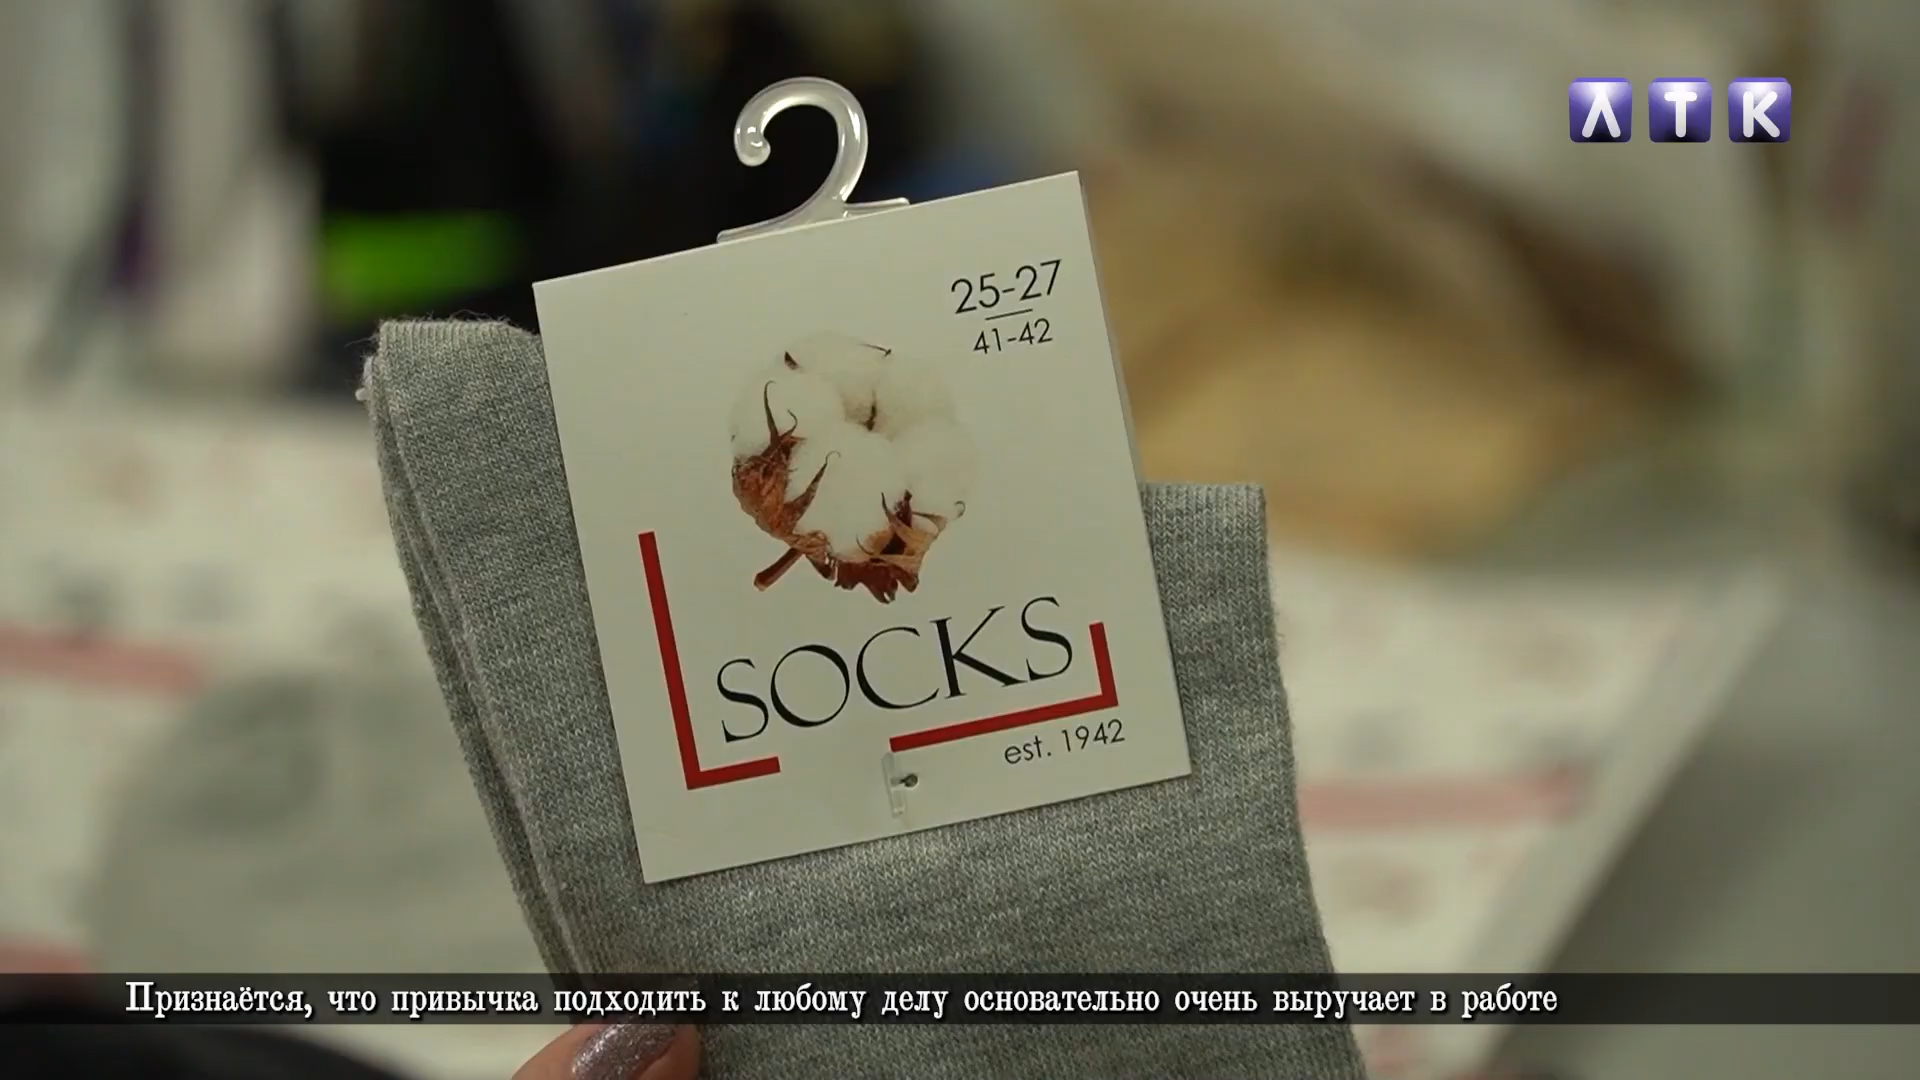 ЛТК
25-27
41-42
SOCKS
est. 1942
Признаётся, что привычка подходить к любому делу основательно очень выручает в работе